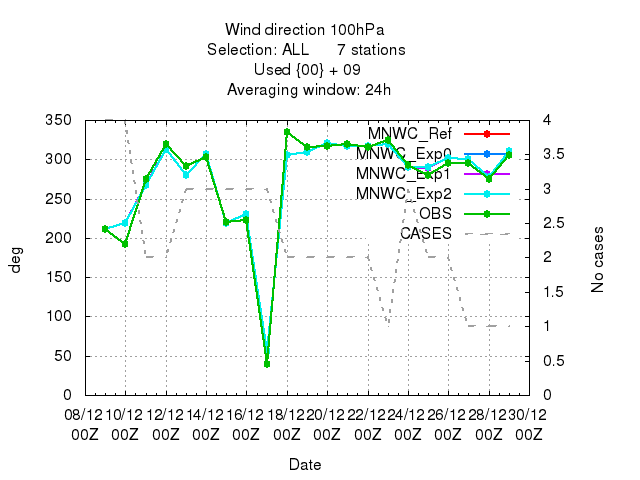 Wind direction 100hPa
Selection: ALL 7 stations
Used {00} + 09
Averaging window: 24h
350
300
250
200
150
100
50
0
deg
4
3.5
3
2.5
2
1.5
1
0.5
0
No cases
MNWC_Ref
MNWC_Exp0
MNWC_Exp1
MNWC_Exp2
OBS
CASES
08/12 10/12 12/12 14/12 16/12 18/12 20/12 22/12 24/12 26/12 28/12 30/12
00Z 00Z 00Z 00Z 00Z 00Z 00Z 00Z 00Z 00Z 00Z 00Z
Date